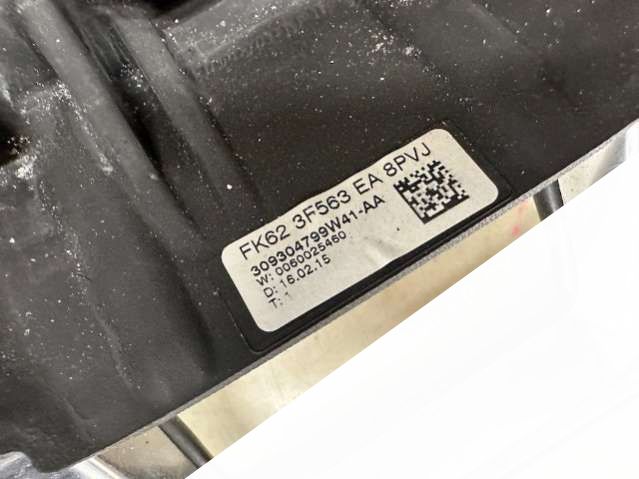 FK62 3F563 EA 8PVJ
309304799W41-AA
W: 0060025460
D: 16.02.15
T: 1